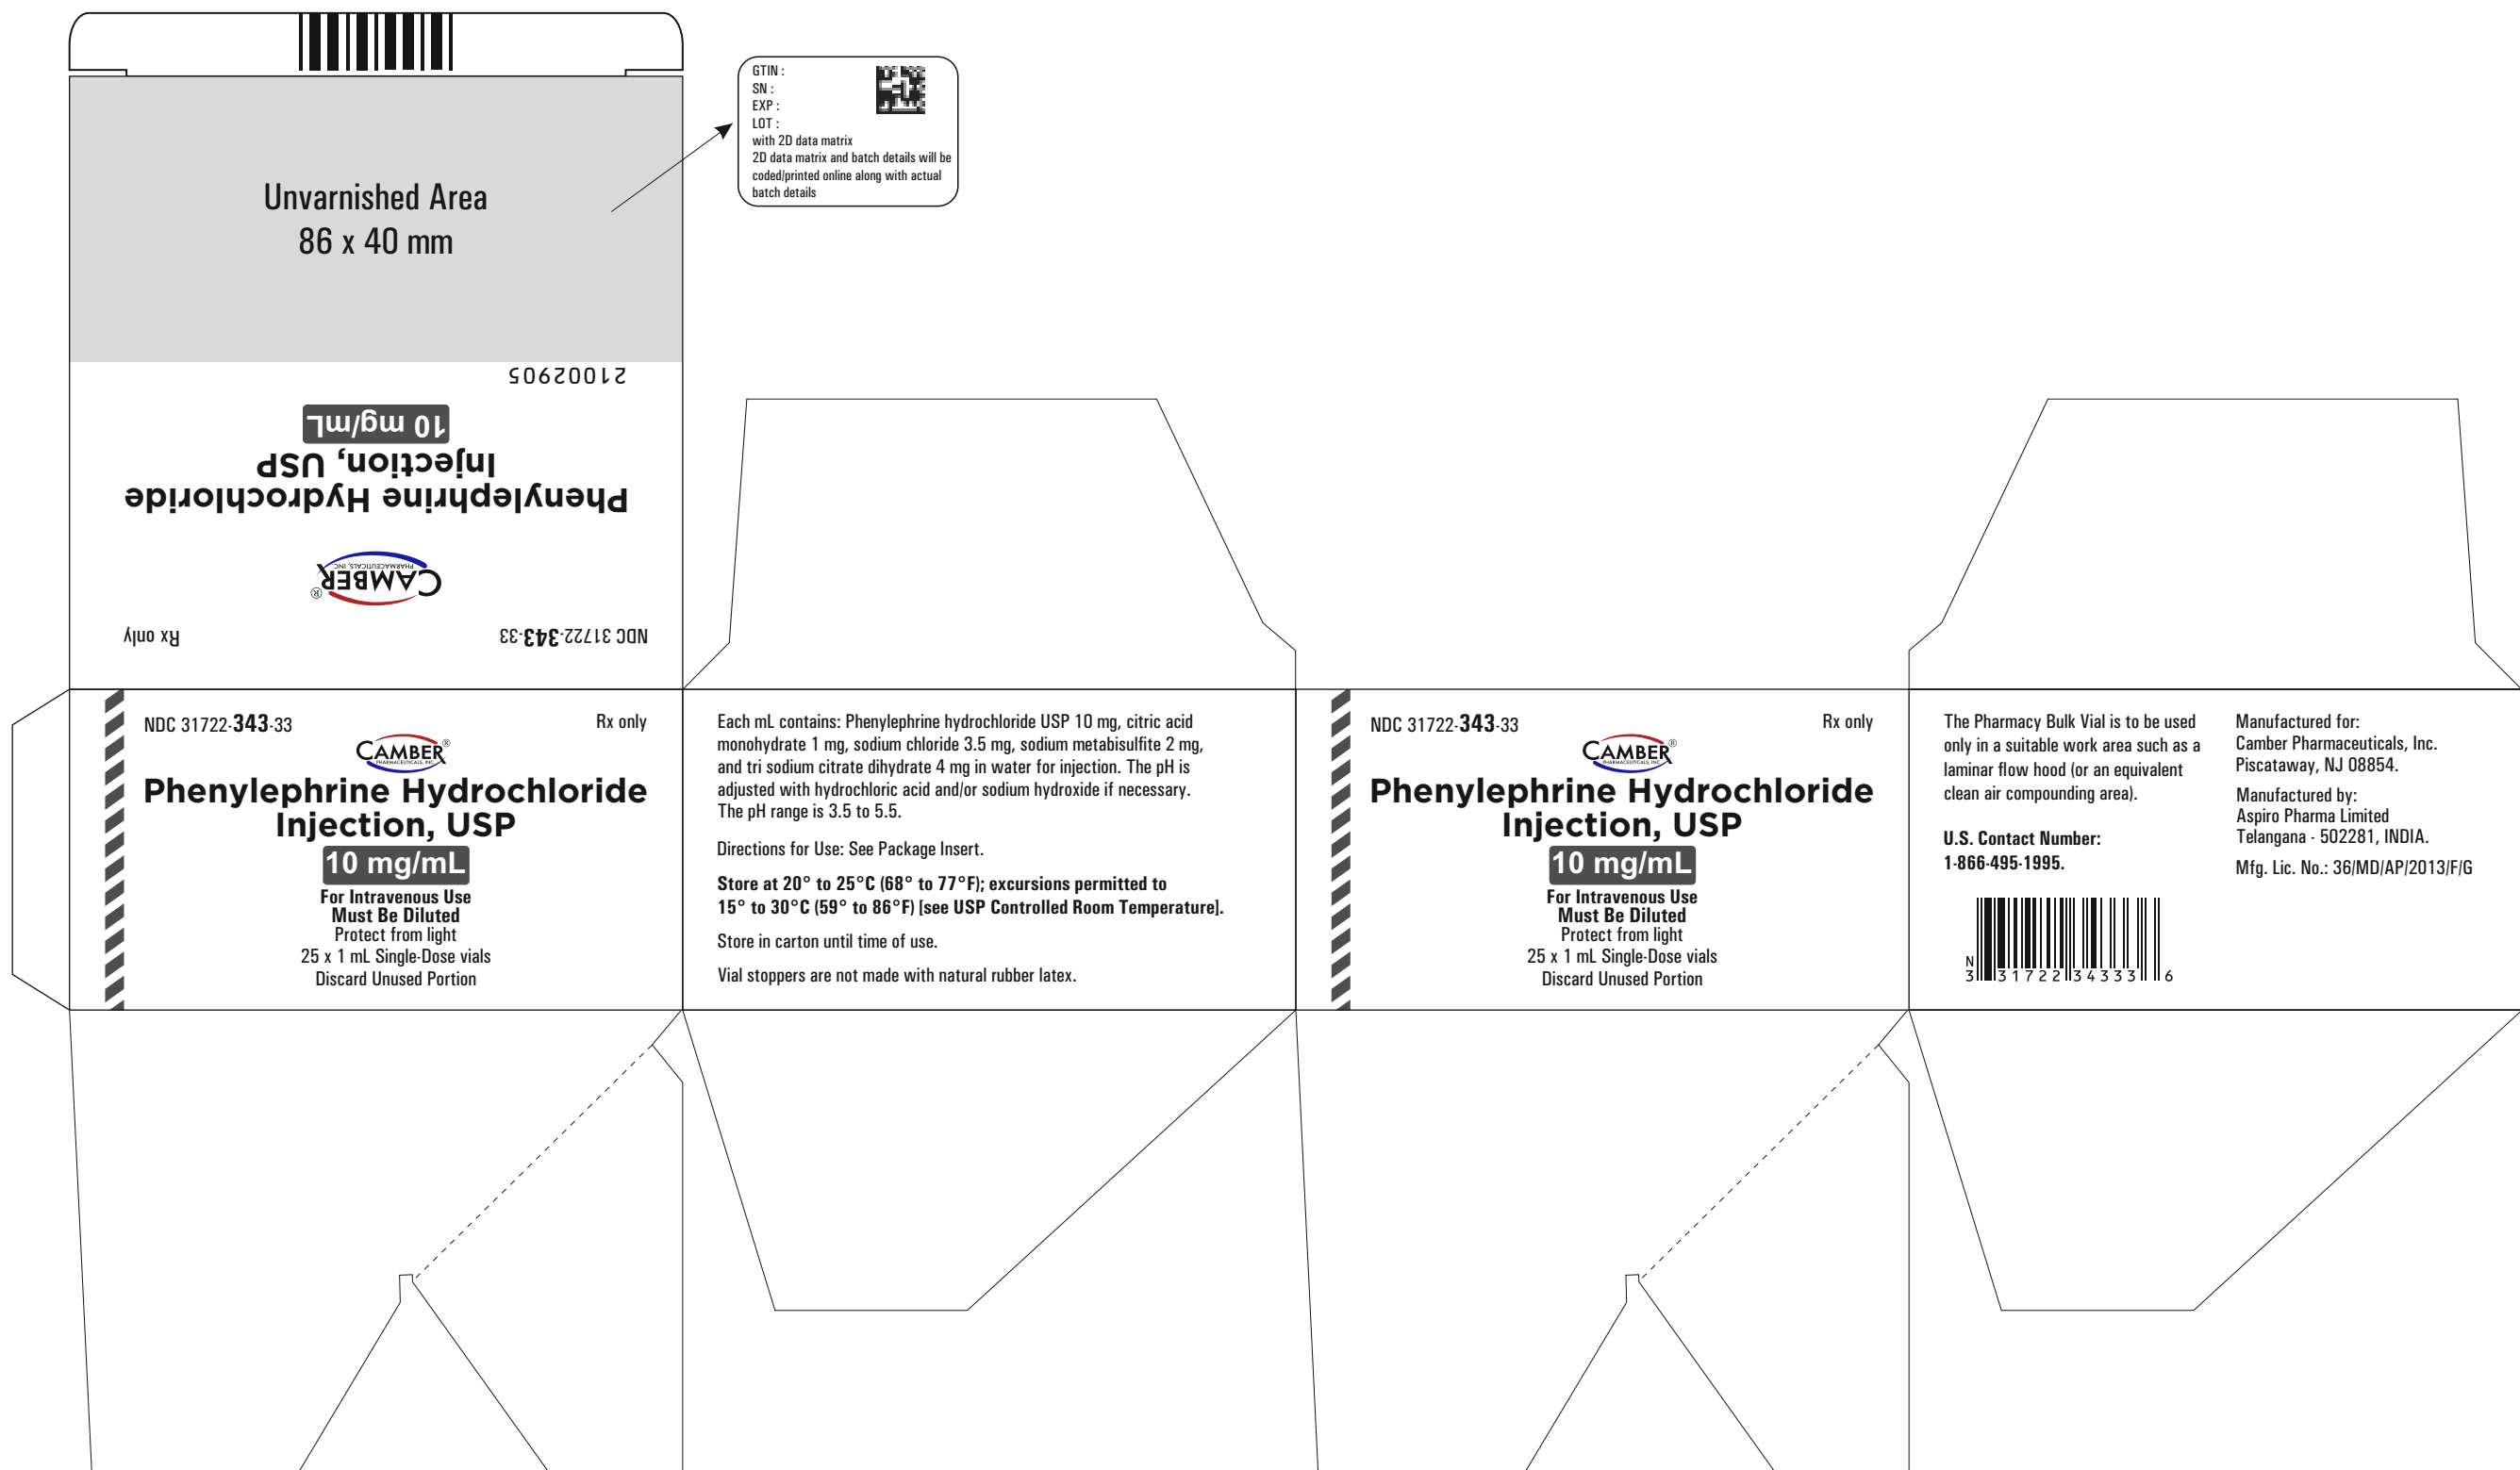 GTIN :
SN :
EXP :
LOT :
with 2D data matrix
2D data matrix and batch details will be
coded/printed online along with actual
batch details
Unvarnished Area
86 x 40 mm
NDC 31722-343-33
Rx only
CAMBER®
PHARMACEUTICALS, INC
Phenylephrine Hydrochloride
Injection, USP
10 mg/mL
21002905
NDC 31722-343-33
Rx only
CAMBER®
PHARMACEUTICALS, INC
Phenylephrine Hydrochloride
Injection, USP
10 mg/mL
For Intravenous Use
Must Be Diluted
Protect from light
25 x 1 mL Single-Dose vials
Discard Unused Portion
Each mL contains: Phenylephrine hydrochloride USP 10 mg, citric acid
monohydrate 1 mg, sodium chloride 3.5 mg, sodium metabisulfite 2 mg,
and tri sodium citrate dihydrate 4 mg in water for injection. The pH is
adjusted with hydrochloric acid and/or sodium hydroxide if necessary.
The pH range is 3.5 to 5.5.
Directions for Use: See Package Insert.
Store at 20° to 25°C (68° to 77°F); excursions permitted to
15° to 30°C (59° to 86°F) [see USP Controlled Room Temperature].
Store in carton until time of use.
Vial stoppers are not made with natural rubber latex.
NDC 31722-343-33
Rx only
CAMBER®
PHARMACEUTICALS, INC
Phenylephrine Hydrochloride
Injection, USP
10 mg/mL
For Intravenous Use
Must Be Diluted
Protect from light
25 x 1 mL Single-Dose vials
Discard Unused Portion
The Pharmacy Bulk Vial is to be used
only in a suitable work area such as a
laminar flow hood (or an equivalent
clean air compounding area).
U.S. Contact Number:
1-866-495-1995.
N
3 31722 34333 6
Manufactured for:
Camber Pharmaceuticals, Inc.
Piscataway, NJ 08854.
Manufactured by:
Aspiro Pharma Limited
Telangana - 502281, INDIA.
Mfg. Lic. No.: 36/MD/AP/2013/F/G